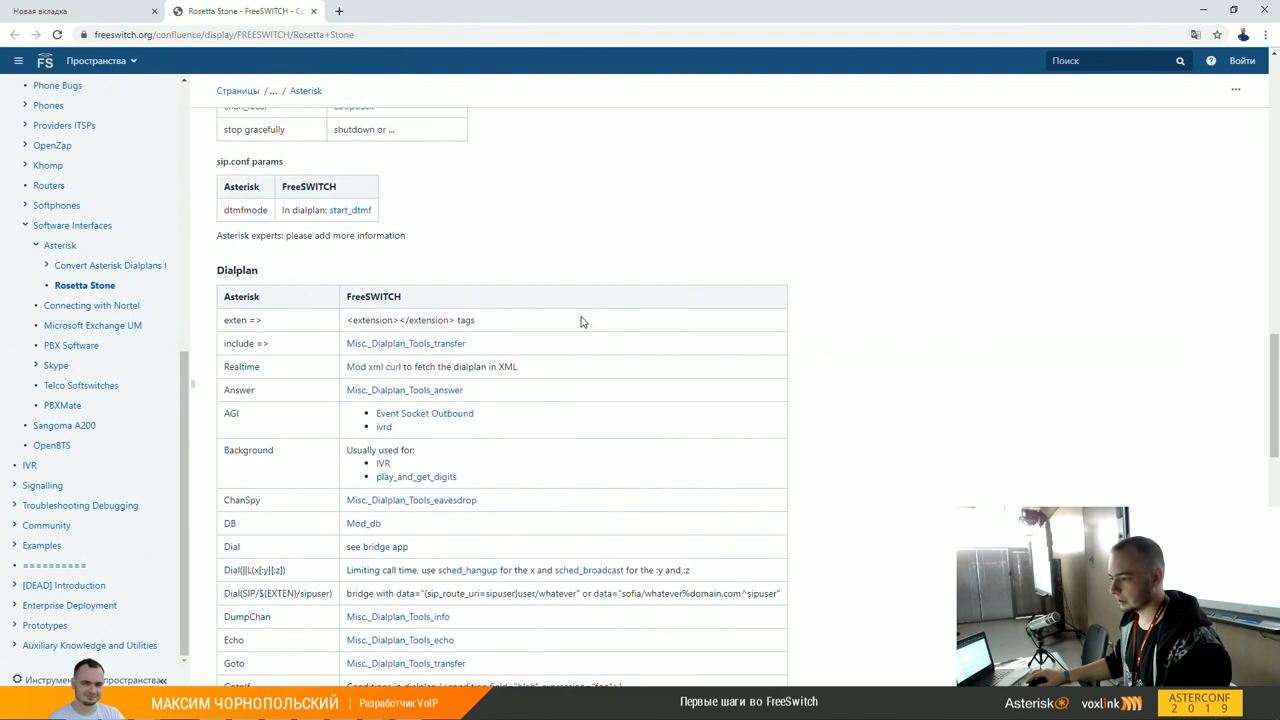 Новая вкладка
Rosetta Stone - FREESWITCH - Co
freeswitch.org/confluence/display/FREESWITCH/Rosetta+Stone
FS
Пространства
Поиск
Войти
Phone Bugs
Phones
Providers ITSPs
OpenZap
Khomp
Routers
Softphones
Software Interfaces
Asterisk
Convert Asterisk Dialplans t
Rosetta Stone
Connecting with Nortel
Microsoft Exchange UM
PBX Software
Skype
Telco Softswitches
PBXMate
Sangoma A200
OpenBTS
IVR
Signalling
Troubleshooting Debugging
Community
Examples
==========
[DEAD] Introduction
Enterprise Deployment
Prototypes
Auxiliary Knowledge and Utilities
Инструмен пространства
Страницы /... / Asterisk
stop gracefully shutdown or ...
sip.conf params
Asterisk FreeSWITCH
dtmfmode In dialplan: start_dtmf
Asterisk experts: please add more information
Dialplan
Asterisk FreeSWITCH
exten => <extension></extension> tags
include => Misc._Dialplan_Tools_transfer
Realtime Mod xml curl to fetch the dialplan in XML
Answer Misc._Dialplan_Tools_answer
AGI
Event Socket Outbound
ivrd
Background Usually used for:
IVR
play_and_get_digits
ChanSpy Misc._Dialplan_Tools_eavesdrop
DB Mod_db
Dial see bridge app
Dial(||L(x[:y][:z]) Limiting call time, use sched_hangup for the x and sched_broadcast for the :y and :z
Dial(SIP/${EXTEN}/sipuser) bridge with data="{sip_route_uri=sipuser}user/whatever" or data="sofia/whatever%domain.com^sipuser"
DumpChan Misc._Dialplan_Tools_info
Echo Misc._Dialplan_Tools_echo
Goto Misc._Dialplan_Tools_transfer
МАКСИМ ЧОРНОПОЛЬСКИЙ
Разработчик VoIP
Первые шаги во FreeSwitch
Asterisk
voxlink
ASTERCONF
2019